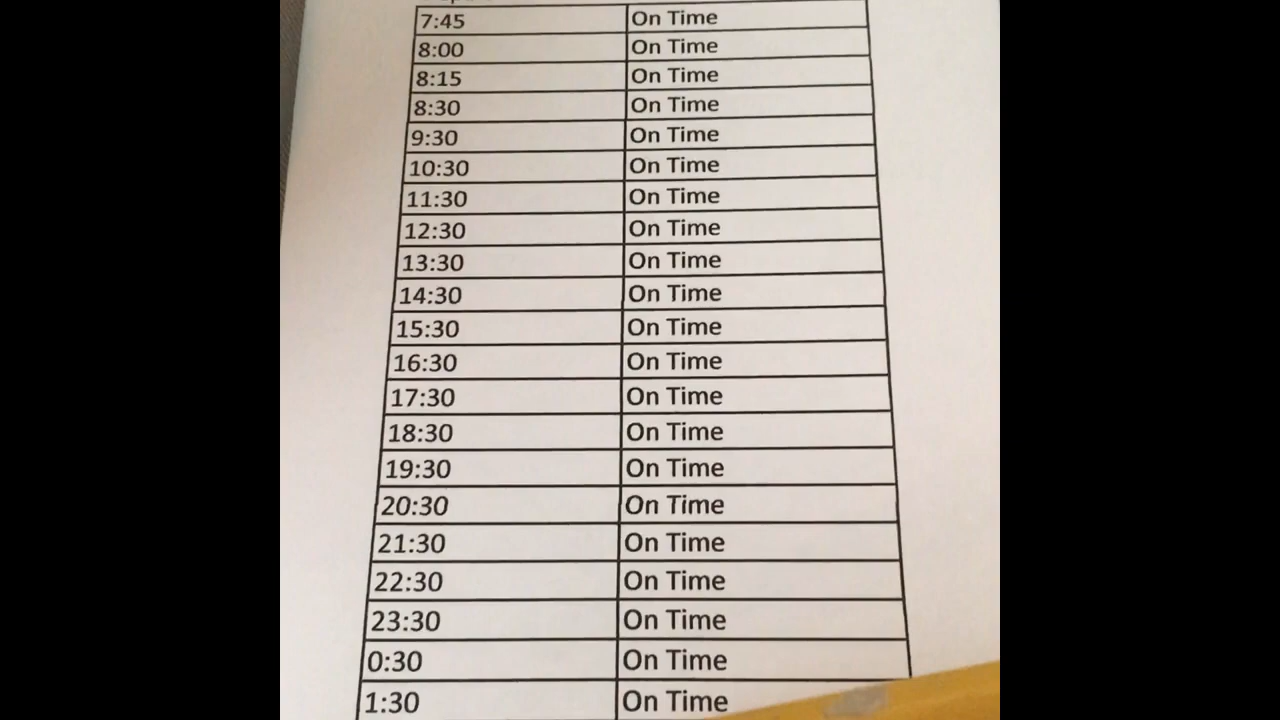 7:45 On Time
8:00 On Time
8:15 On Time
8:30 On Time
9:30 On Time
10:30 On Time
11:30 On Time
12:30 On Time
13:30 On Time
14:30 On Time
15:30 On Time
16:30 On Time
17:30 On Time
18:30 On Time
19:30 On Time
20:30 On Time
21:30 On Time
22:30 On Time
23:30 On Time
0:30 On Time
1:30 On Time